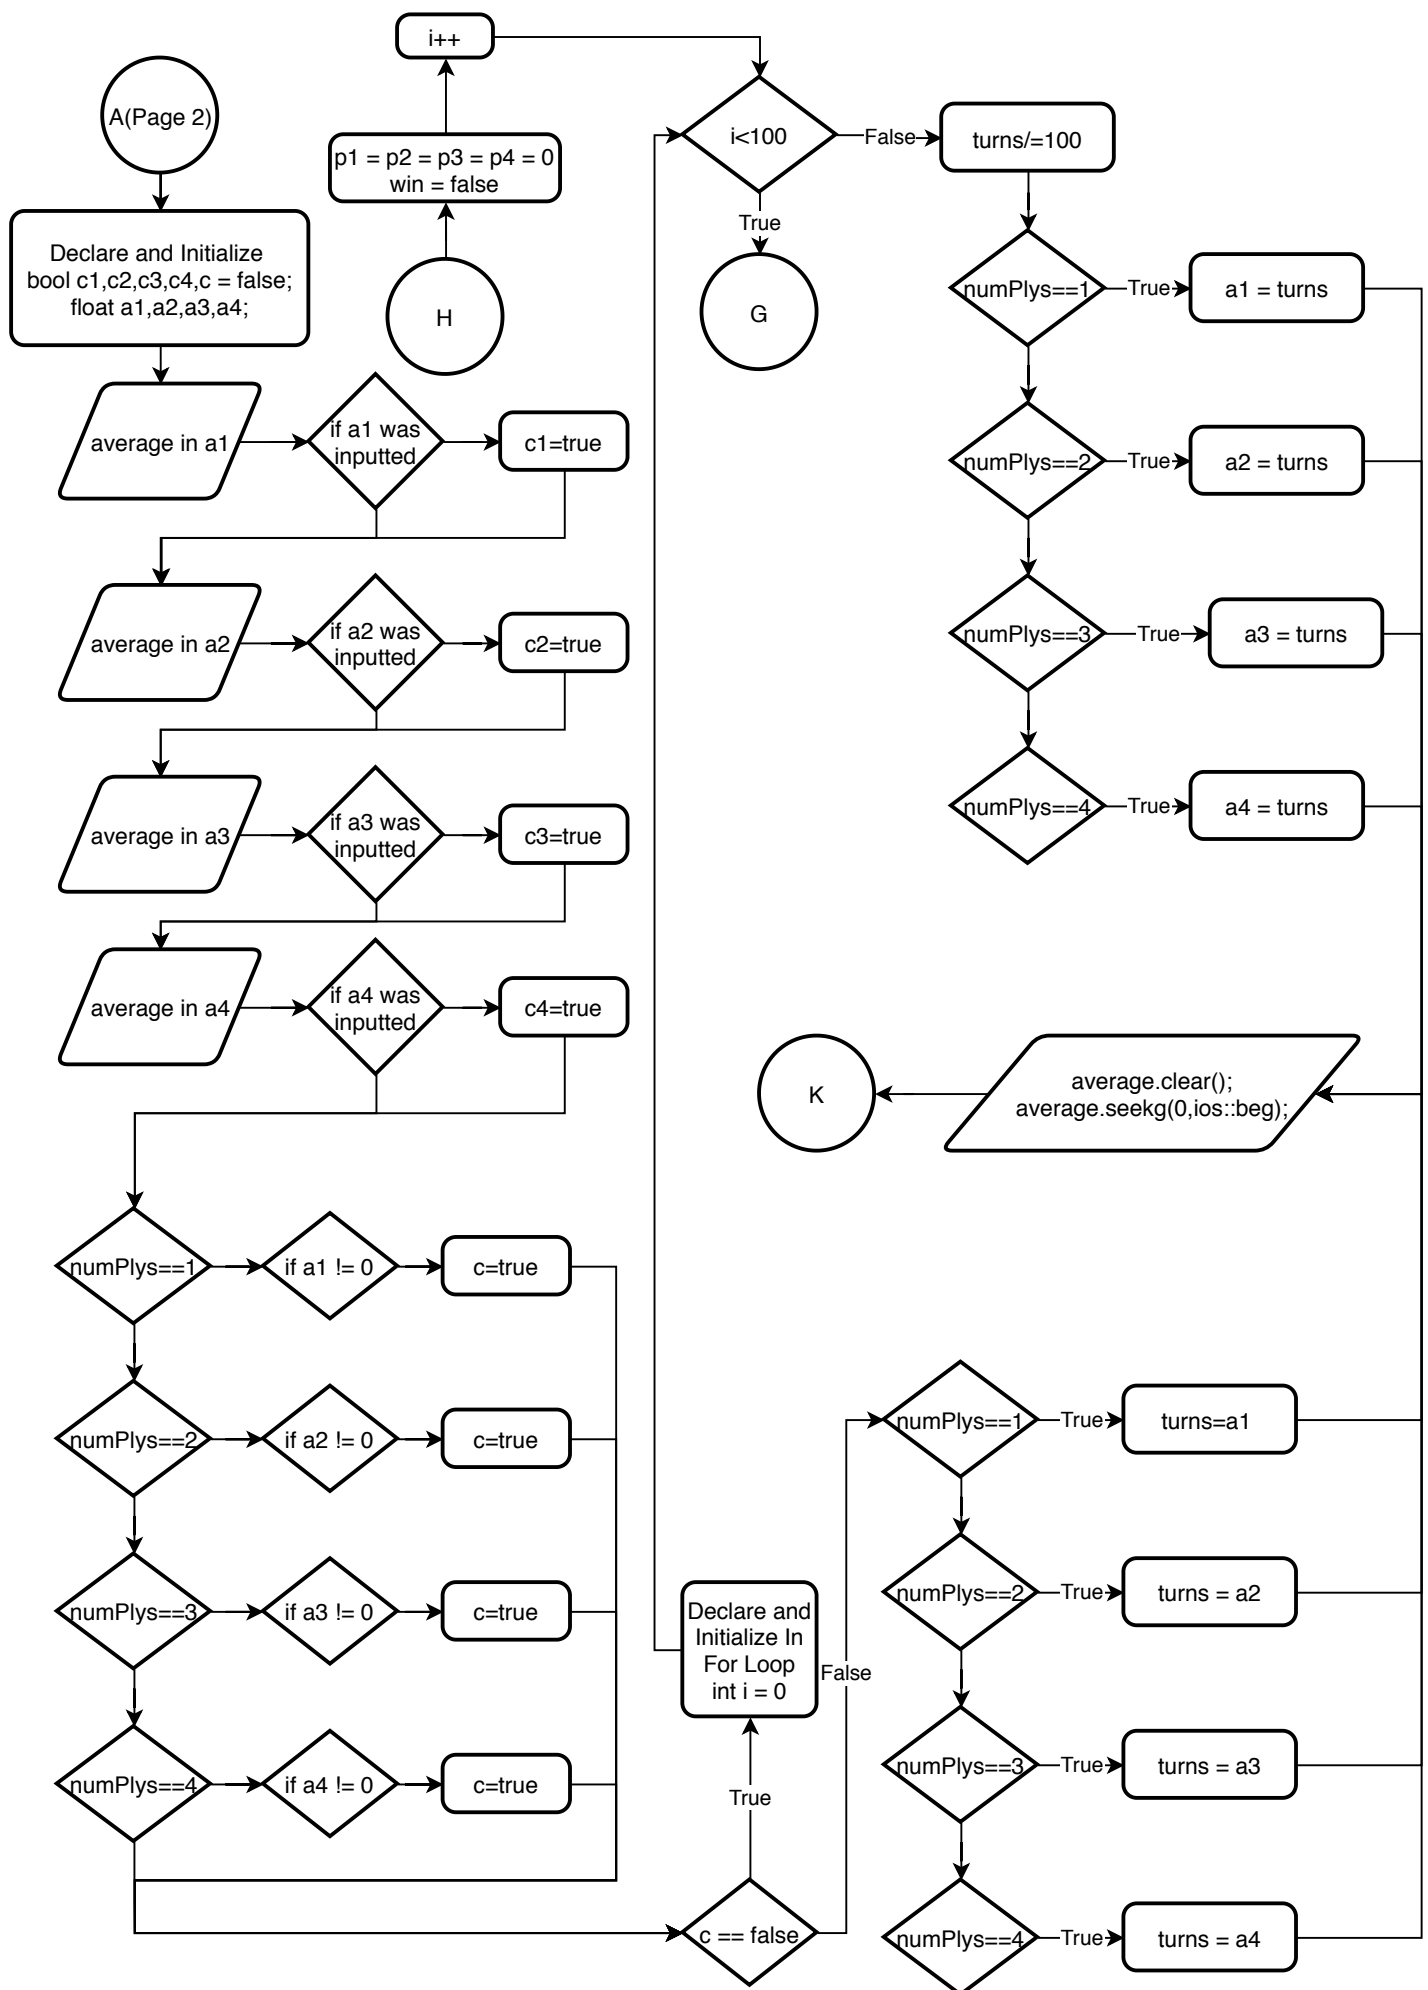 A(Page 2)
Declare and Initialize
bool c1,c2,c3,c4,c = false;
float a1,a2,a3,a4;
i++
p1 = p2 = p3 = p4 = 0
win = false
H
average in a1
if a1 was
inputted
c1=true
average in a2
if a2 was
inputted
c2=true
average in a3
if a3 was
inputted
c3=true
average in a4
if a4 was
inputted
c4=true
numPlys==1
if a1 != 0
c=true
numPlys==2
if a2 != 0
c=true
numPlys==3
if a3 != 0
c=true
numPlys==4
if a4 != 0
c=true
c == false
True
Declare and
Initialize In
For Loop
int i = 0
False
i<100
True
G
False
turns/=100
numPlys==1
True
a1 = turns
numPlys==2
True
a2 = turns
numPlys==3
True
a3 = turns
numPlys==4
True
a4 = turns
average.clear();
average.seekg(0,ios::beg);
K
numPlys==1
True
turns=a1
numPlys==2
True
turns = a2
numPlys==3
True
turns = a3
numPlys==4
True
turns = a4